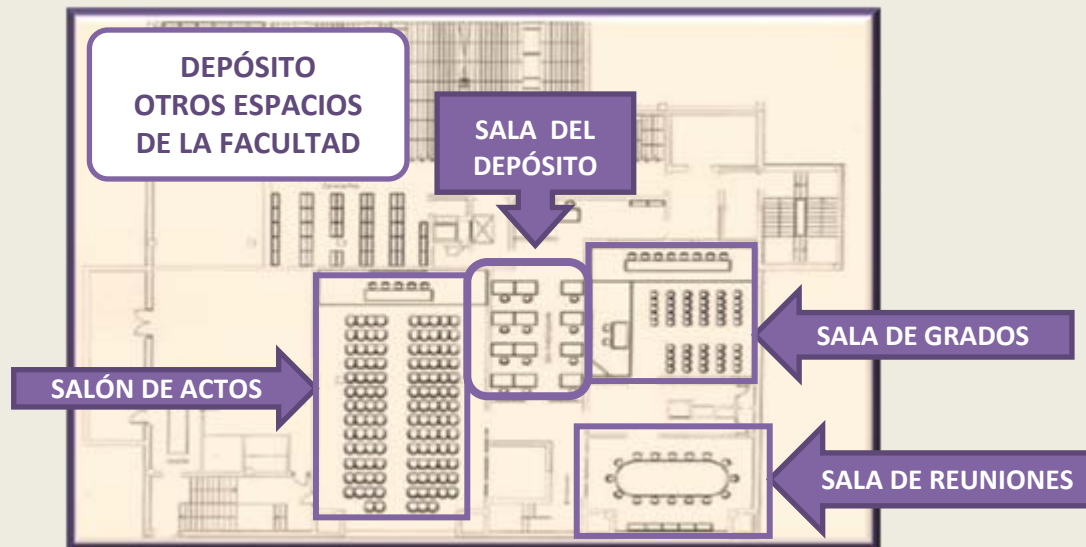 DEPÓSITO
OTROS ESPACIOS
DE LA FACULTAD
SALA DEL
DEPÓSITO
SALA DE GRADOS
SALÓN DE ACTOS
SALA DE REUNIONES